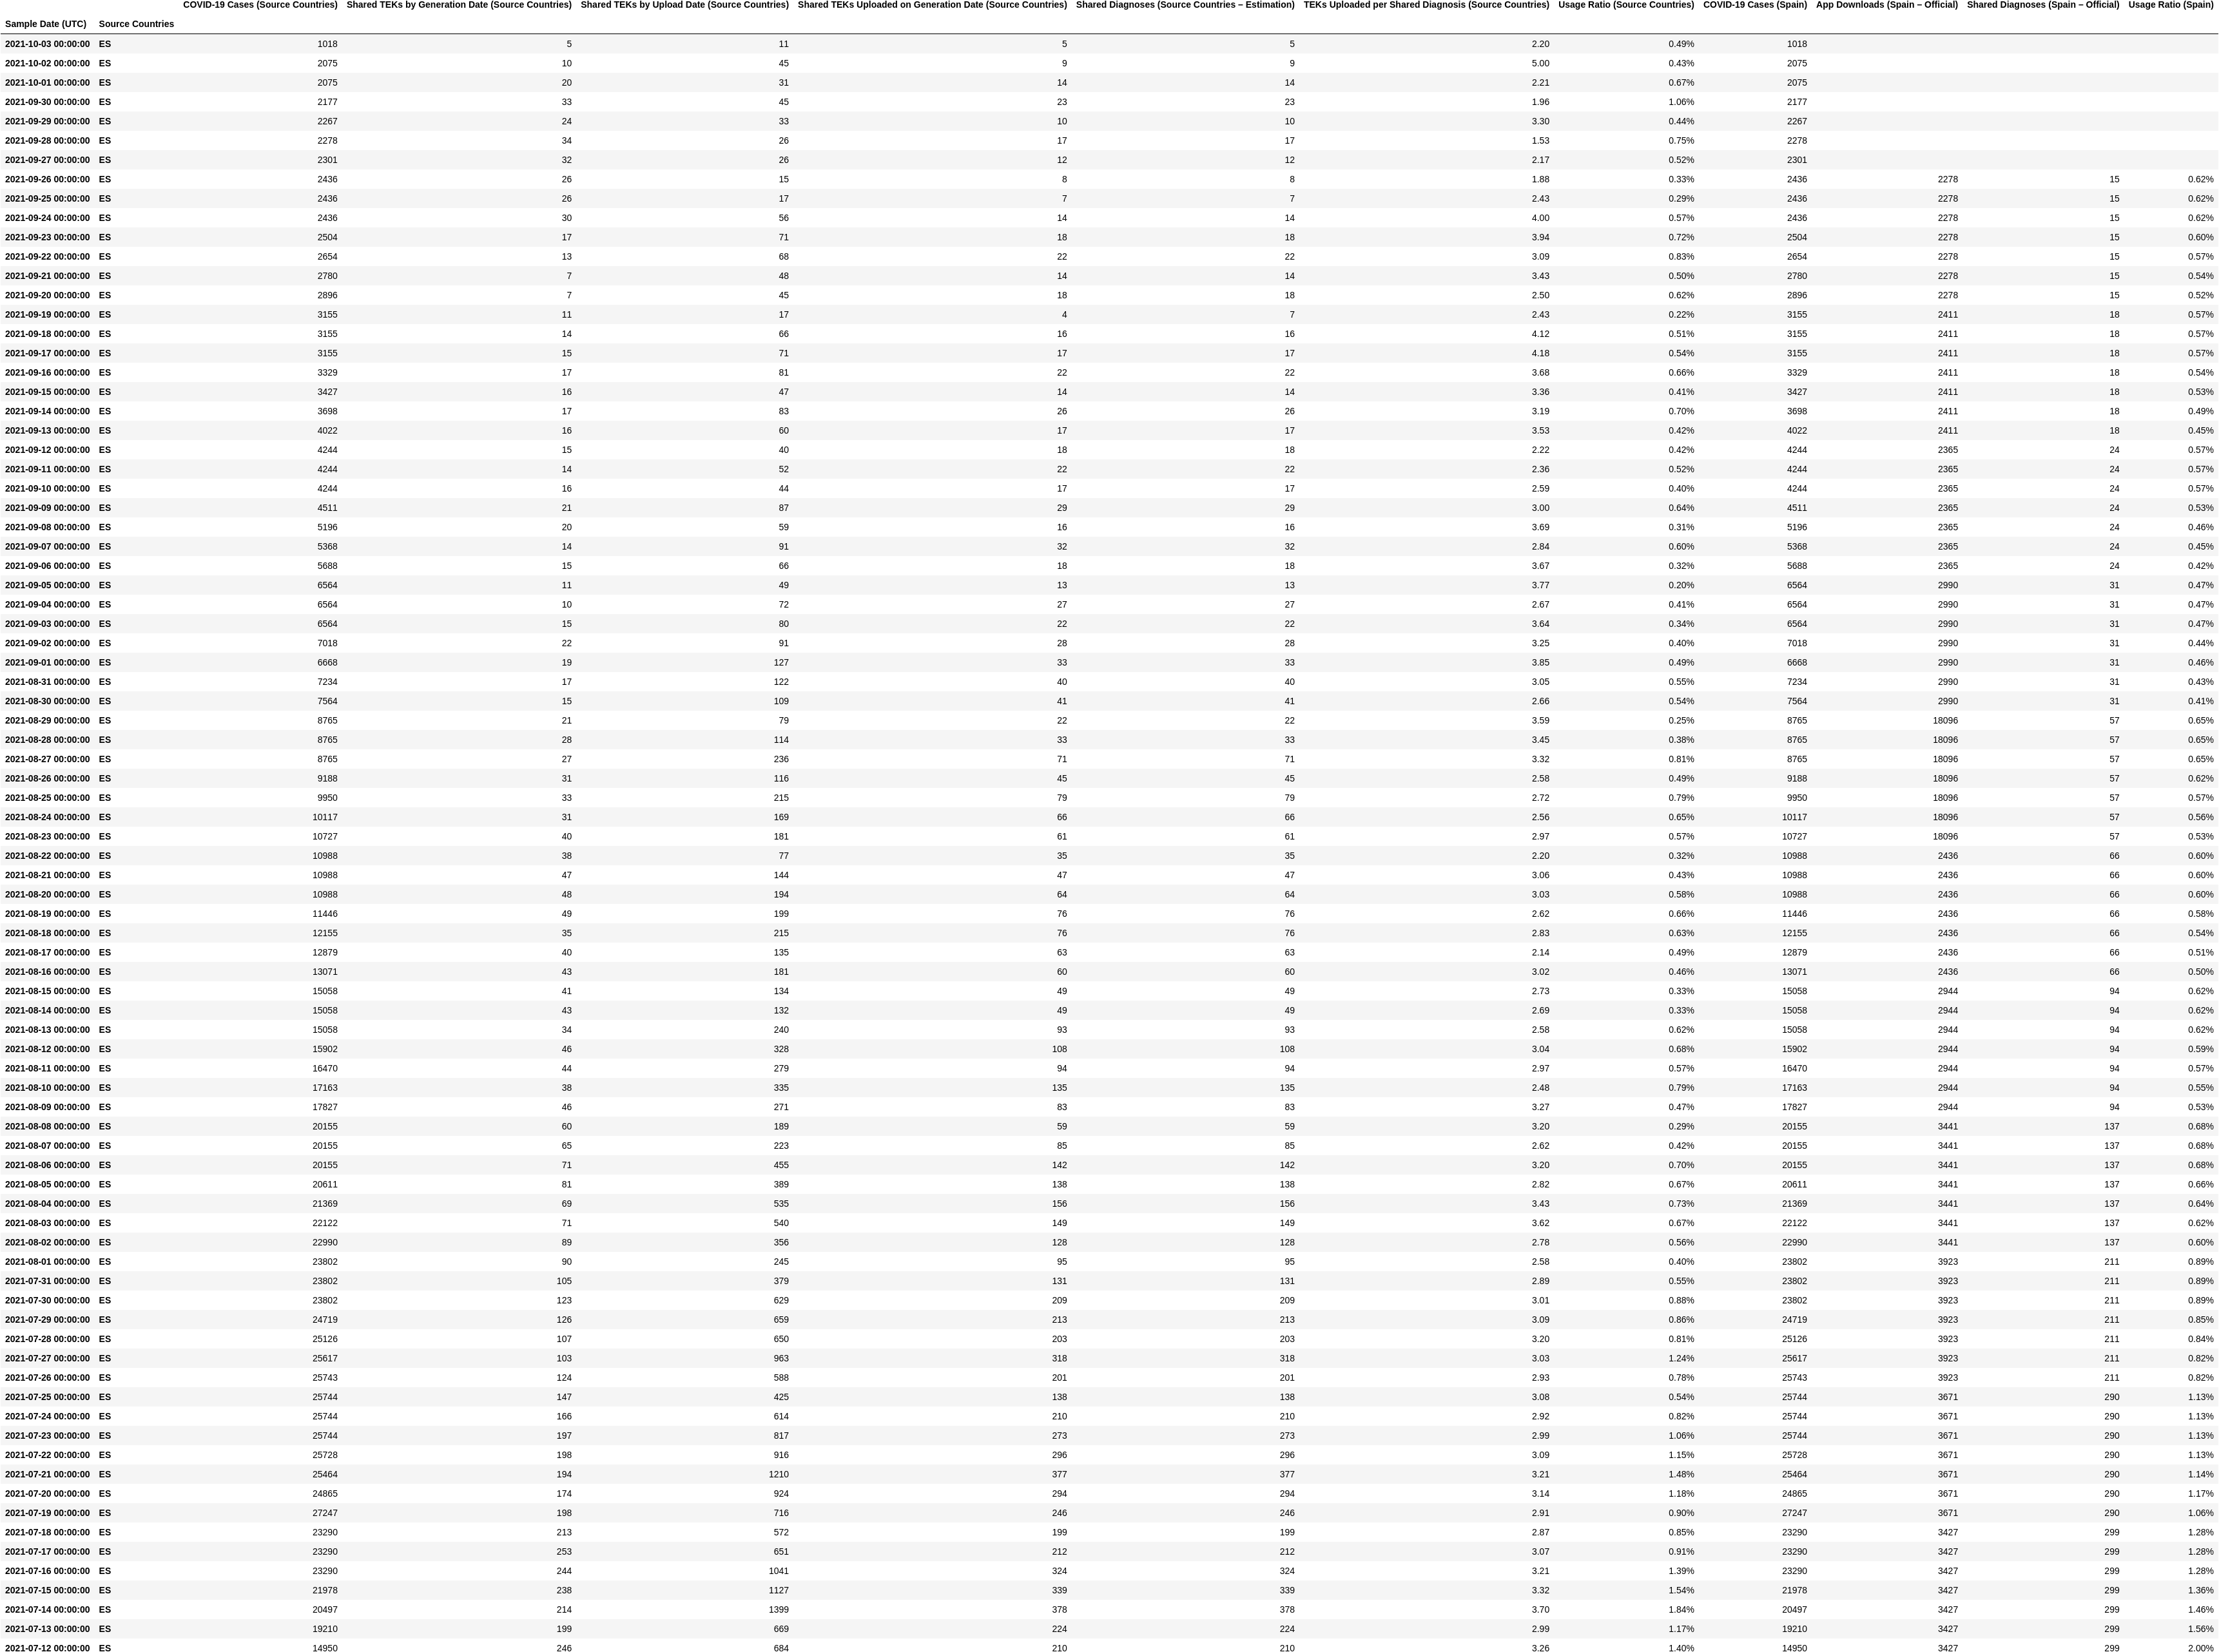 COVID-19 Cases (Source Countries) Shared TEKs by Generation Date (Source Countries) Shared TEKs by Upload Date (Source Countries) Shared TEKs Uploaded on Generation Date (Source Countries) Shared Diagnoses (Source Countries – Estimation) TEKs Uploaded per Shared Diagnosis (Source Countries) Usage Ratio (Source Countries) COVID-19 Cases (Spain) App Downloads (Spain – Official) Shared Diagnoses (Spain – Official) Usage Ratio (Spain)
Sample Date (UTC) Source Countries
2021-10-03 00:00:00 ES 1018 5 11 5 5 2.20 0.49% 1018
2021-10-02 00:00:00 ES 2075 10 45 9 9 5.00 0.43% 2075
2021-10-01 00:00:00 ES 2075 20 31 14 14 2.21 0.67% 2075
2021-09-30 00:00:00 ES 2177 33 45 23 23 1.96 1.06% 2177
2021-09-29 00:00:00 ES 2267 24 33 10 10 3.30 0.44% 2267
2021-09-28 00:00:00 ES 2278 34 26 17 17 1.53 0.75% 2278
2021-09-27 00:00:00 ES 2301 32 26 12 12 2.17 0.52% 2301
2021-09-26 00:00:00 ES 2436 26 15 8 8 1.88 0.33% 2436 2278 15 0.62%
2021-09-25 00:00:00 ES 2436 26 17 7 7 2.43 0.29% 2436 2278 15 0.62%
2021-09-24 00:00:00 ES 2436 30 56 14 14 4.00 0.57% 2436 2278 15 0.62%
2021-09-23 00:00:00 ES 2504 17 71 18 18 3.94 0.72% 2504 2278 15 0.60%
2021-09-22 00:00:00 ES 2654 13 68 22 22 3.09 0.83% 2654 2278 15 0.57%
2021-09-21 00:00:00 ES 2780 7 48 14 14 3.43 0.50% 2780 2278 15 0.54%
2021-09-20 00:00:00 ES 2896 7 45 18 18 2.50 0.62% 2896 2278 15 0.52%
2021-09-19 00:00:00 ES 3155 11 17 4 7 2.43 0.22% 3155 2411 18 0.57%
2021-09-18 00:00:00 ES 3155 14 66 16 16 4.12 0.51% 3155 2411 18 0.57%
2021-09-17 00:00:00 ES 3155 15 71 17 17 4.18 0.54% 3155 2411 18 0.57%
2021-09-16 00:00:00 ES 3329 17 81 22 22 3.68 0.66% 3329 2411 18 0.54%
2021-09-15 00:00:00 ES 3427 16 47 14 14 3.36 0.41% 3427 2411 18 0.53%
2021-09-14 00:00:00 ES 3698 17 83 26 26 3.19 0.70% 3698 2411 18 0.49%
2021-09-13 00:00:00 ES 4022 16 60 17 17 3.53 0.42% 4022 2411 18 0.45%
2021-09-12 00:00:00 ES 4244 15 40 18 18 2.22 0.42% 4244 2365 24 0.57%
2021-09-11 00:00:00 ES 4244 14 52 22 22 2.36 0.52% 4244 2365 24 0.57%
2021-09-10 00:00:00 ES 4244 16 44 17 17 2.59 0.40% 4244 2365 24 0.57%
2021-09-09 00:00:00 ES 4511 21 87 29 29 3.00 0.64% 4511 2365 24 0.53%
2021-09-08 00:00:00 ES 5196 20 59 16 16 3.69 0.31% 5196 2365 24 0.46%
2021-09-07 00:00:00 ES 5368 14 91 32 32 2.84 0.60% 5368 2365 24 0.45%
2021-09-06 00:00:00 ES 5688 15 66 18 18 3.67 0.32% 5688 2365 24 0.42%
2021-09-05 00:00:00 ES 6564 11 49 13 13 3.77 0.20% 6564 2990 31 0.47%
2021-09-04 00:00:00 ES 6564 10 72 27 27 2.67 0.41% 6564 2990 31 0.47%
2021-09-03 00:00:00 ES 6564 15 80 22 22 3.64 0.34% 6564 2990 31 0.47%
2021-09-02 00:00:00 ES 7018 22 91 28 28 3.25 0.40% 7018 2990 31 0.44%
2021-09-01 00:00:00 ES 6668 19 127 33 33 3.85 0.49% 6668 2990 31 0.46%
2021-08-31 00:00:00 ES 7234 17 122 40 40 3.05 0.55% 7234 2990 31 0.43%
2021-08-30 00:00:00 ES 7564 15 109 41 41 2.66 0.54% 7564 2990 31 0.41%
2021-08-29 00:00:00 ES 8765 21 79 22 22 3.59 0.25% 8765 18096 57 0.65%
2021-08-28 00:00:00 ES 8765 28 114 33 33 3.45 0.38% 8765 18096 57 0.65%
2021-08-27 00:00:00 ES 8765 27 236 71 71 3.32 0.81% 8765 18096 57 0.65%
2021-08-26 00:00:00 ES 9188 31 116 45 45 2.58 0.49% 9188 18096 57 0.62%
2021-08-25 00:00:00 ES 9950 33 215 79 79 2.72 0.79% 9950 18096 57 0.57%
2021-08-24 00:00:00 ES 10117 31 169 66 66 2.56 0.65% 10117 18096 57 0.56%
2021-08-23 00:00:00 ES 10727 40 181 61 61 2.97 0.57% 10727 18096 57 0.53%
2021-08-22 00:00:00 ES 10988 38 77 35 35 2.20 0.32% 10988 2436 66 0.60%
2021-08-21 00:00:00 ES 10988 47 144 47 47 3.06 0.43% 10988 2436 66 0.60%
2021-08-20 00:00:00 ES 10988 48 194 64 64 3.03 0.58% 10988 2436 66 0.60%
2021-08-19 00:00:00 ES 11446 49 199 76 76 2.62 0.66% 11446 2436 66 0.58%
2021-08-18 00:00:00 ES 12155 35 215 76 76 2.83 0.63% 12155 2436 66 0.54%
2021-08-17 00:00:00 ES 12879 40 135 63 63 2.14 0.49% 12879 2436 66 0.51%
2021-08-16 00:00:00 ES 13071 43 181 60 60 3.02 0.46% 13071 2436 66 0.50%
2021-08-15 00:00:00 ES 15058 41 134 49 49 2.73 0.33% 15058 2944 94 0.62%
2021-08-14 00:00:00 ES 15058 43 132 49 49 2.69 0.33% 15058 2944 94 0.62%
2021-08-13 00:00:00 ES 15058 34 240 93 93 2.58 0.62% 15058 2944 94 0.62%
2021-08-12 00:00:00 ES 15902 46 328 108 108 3.04 0.68% 15902 2944 94 0.59%
2021-08-11 00:00:00 ES 16470 44 279 94 94 2.97 0.57% 16470 2944 94 0.57%
2021-08-10 00:00:00 ES 17163 38 335 135 135 2.48 0.79% 17163 2944 94 0.55%
2021-08-09 00:00:00 ES 17827 46 271 83 83 3.27 0.47% 17827 2944 94 0.53%
2021-08-08 00:00:00 ES 20155 60 189 59 59 3.20 0.29% 20155 3441 137 0.68%
2021-08-07 00:00:00 ES 20155 65 223 85 85 2.62 0.42% 20155 3441 137 0.68%
2021-08-06 00:00:00 ES 20155 71 455 142 142 3.20 0.70% 20155 3441 137 0.68%
2021-08-05 00:00:00 ES 20611 81 389 138 138 2.82 0.67% 20611 3441 137 0.66%
2021-08-04 00:00:00 ES 21369 69 535 156 156 3.43 0.73% 21369 3441 137 0.64%
2021-08-03 00:00:00 ES 22122 71 540 149 149 3.62 0.67% 22122 3441 137 0.62%
2021-08-02 00:00:00 ES 22990 89 356 128 128 2.78 0.56% 22990 3441 137 0.60%
2021-08-01 00:00:00 ES 23802 90 245 95 95 2.58 0.40% 23802 3923 211 0.89%
2021-07-31 00:00:00 ES 23802 105 379 131 131 2.89 0.55% 23802 3923 211 0.89%
2021-07-30 00:00:00 ES 23802 123 629 209 209 3.01 0.88% 23802 3923 211 0.89%
2021-07-29 00:00:00 ES 24719 126 659 213 213 3.09 0.86% 24719 3923 211 0.85%
2021-07-28 00:00:00 ES 25126 107 650 203 203 3.20 0.81% 25126 3923 211 0.84%
2021-07-27 00:00:00 ES 25617 103 963 318 318 3.03 1.24% 25617 3923 211 0.82%
2021-07-26 00:00:00 ES 25743 124 588 201 201 2.93 0.78% 25743 3923 211 0.82%
2021-07-25 00:00:00 ES 25744 147 425 138 138 3.08 0.54% 25744 3671 290 1.13%
2021-07-24 00:00:00 ES 25744 166 614 210 210 2.92 0.82% 25744 3671 290 1.13%
2021-07-23 00:00:00 ES 25744 197 817 273 273 2.99 1.06% 25744 3671 290 1.13%
2021-07-22 00:00:00 ES 25728 198 916 296 296 3.09 1.15% 25728 3671 290 1.13%
2021-07-21 00:00:00 ES 25464 194 1210 377 377 3.21 1.48% 25464 3671 290 1.14%
2021-07-20 00:00:00 ES 24865 174 924 294 294 3.14 1.18% 24865 3671 290 1.17%
2021-07-19 00:00:00 ES 27247 198 716 246 246 2.91 0.90% 27247 3671 290 1.06%
2021-07-18 00:00:00 ES 23290 213 572 199 199 2.87 0.85% 23290 3427 299 1.28%
2021-07-17 00:00:00 ES 23290 253 651 212 212 3.07 0.91% 23290 3427 299 1.28%
2021-07-16 00:00:00 ES 23290 244 1041 324 324 3.21 1.39% 23290 3427 299 1.28%
2021-07-15 00:00:00 ES 21978 238 1127 339 339 3.32 1.54% 21978 3427 299 1.36%
2021-07-14 00:00:00 ES 20497 214 1399 378 378 3.70 1.84% 20497 3427 299 1.46%
2021-07-13 00:00:00 ES 19210 199 669 224 224 2.99 1.17% 19210 3427 299 1.56%
2021-07-12 00:00:00 ES 14950 246 684 210 210 3.26 1.40% 14950 3427 299 2.00%